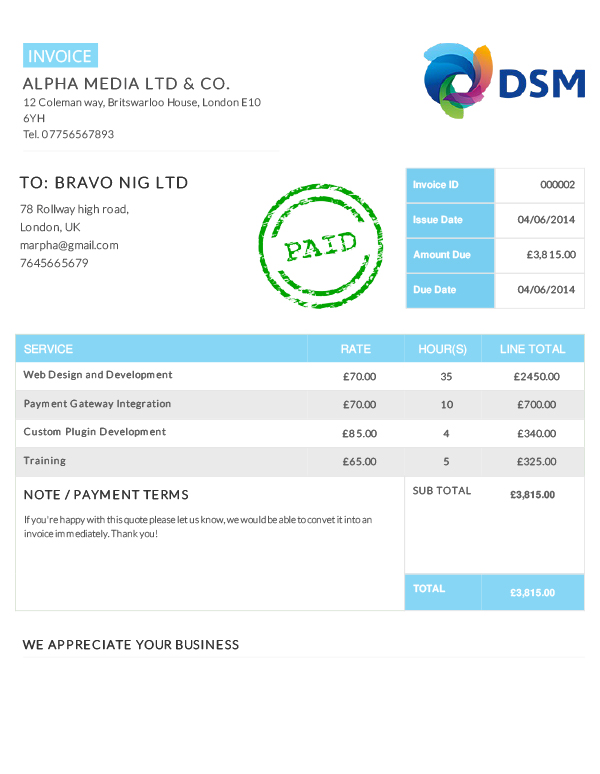 INVOICE
ALPHA MEDIA LTD & CO.
12 Coleman way, Britswarloo House, London E10
6YH
Tel. 07756567893
DSM
TO: BRAVO NIG LTD
78 Rollway high road,
London, UK
marpha@gmail.com
7645665679
PAID
Invoice ID 000002
Issue Date 04/06/2014
Amount Due £3,815.00
Due Date 04/06/2014
SERVICE RATE HOUR(S) LINE TOTAL
Web Design and Development £70.00 35 £2450.00
Payment Gateway Integration £70.00 10 £700.00
Custom Plugin Development £85.00 4 £340.00
Training £65.00 5 £325.00
NOTE / PAYMENT TERMS
If you're happy with this quote please let us know, we would be able to convet it into an
invoice immediately. Thank you!
SUB TOTAL £3,815.00
TOTAL £3,815.00
WE APPRECIATE YOUR BUSINESS